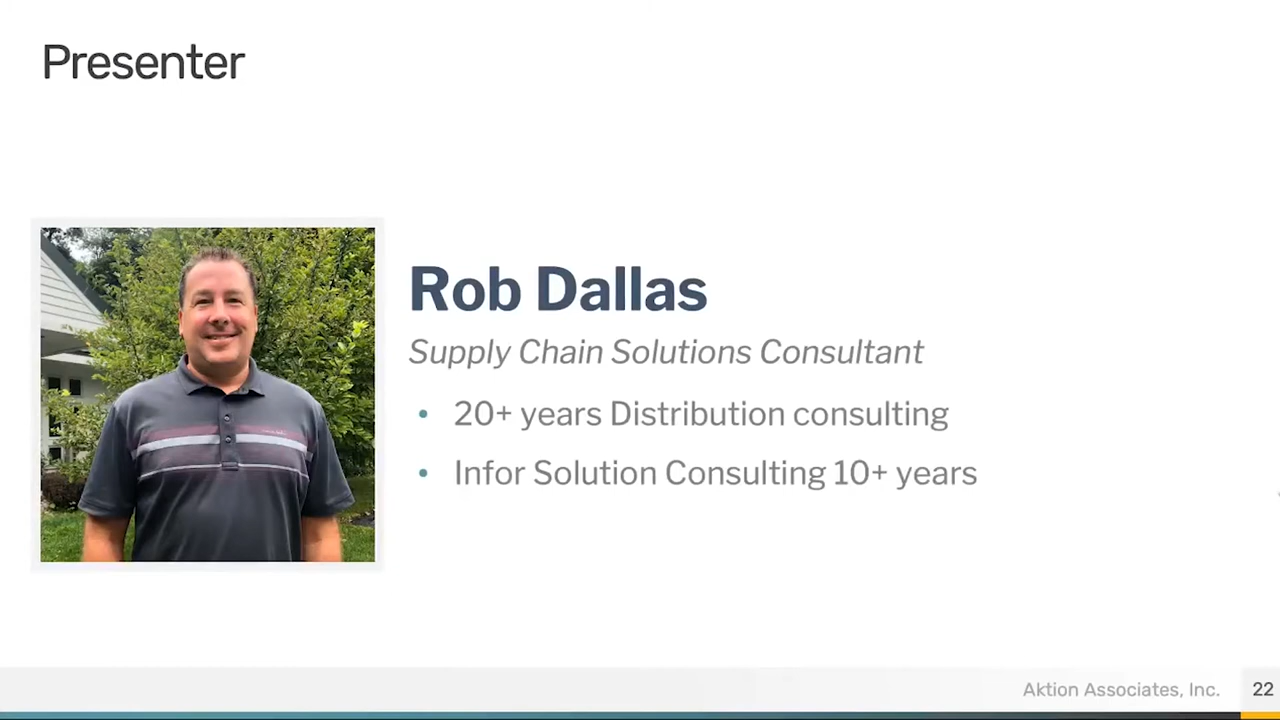 Presenter
Rob Dallas
Supply Chain Solutions Consultant
• 20+ years Distribution consulting
• Infor Solution Consulting 10+ years
Aktion Associates, Inc. 22